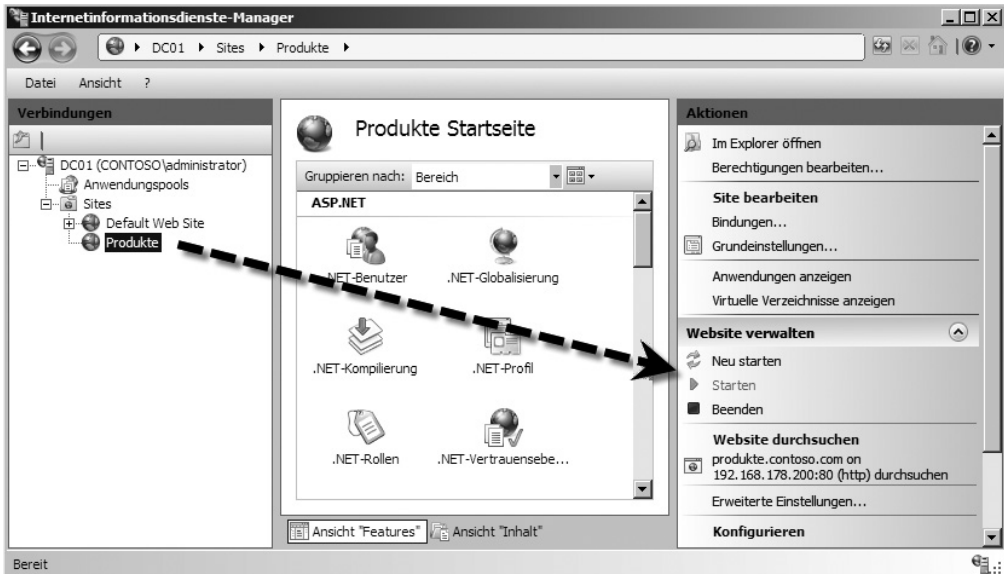 Internetinformationsdienste-Manager
DC01 Sites Produkte
Datei Ansicht ?
Verbindungen
DC01 (CONTOSO\administrator)
Anwendungspools
Sites
Default Web Site
Produkte
Produkte Startseite
Gruppieren nach: Bereich
ASP.NET
.NET-Benutzer
.NET-Globalisierung
.NET-Kompilierung
.NET-Profil
.NET-Rollen
.NET-Vertrauensebe...
Ansicht "Features"
Ansicht "Inhalt"
Aktionen
Im Explorer öffnen
Berechtigungen bearbeiten...
Site bearbeiten
Bindungen...
Grundeinstellungen...
Anwendungen anzeigen
Virtuelle Verzeichnisse anzeigen
Website verwalten
Neu starten
Starten
Beenden
Website durchsuchen
produkte.contoso.com on
192.168.178.200:80 (http) durchsuchen
Erweiterte Einstellungen...
Konfigurieren
Bereit